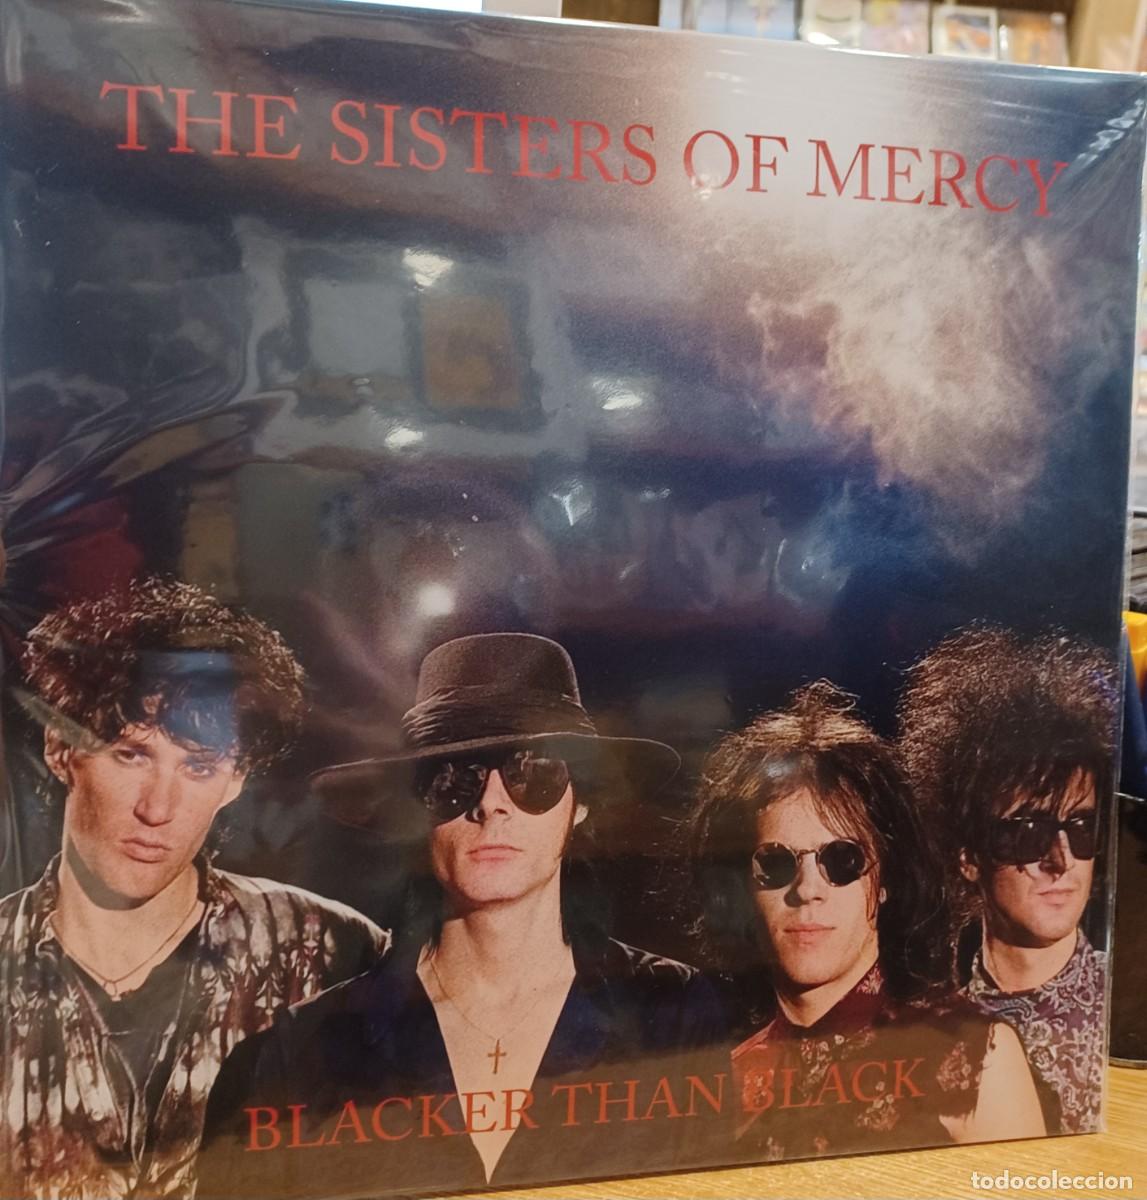 THE SISTERS OF MERCY
BLACKER THAN BLACK
todocoleccion